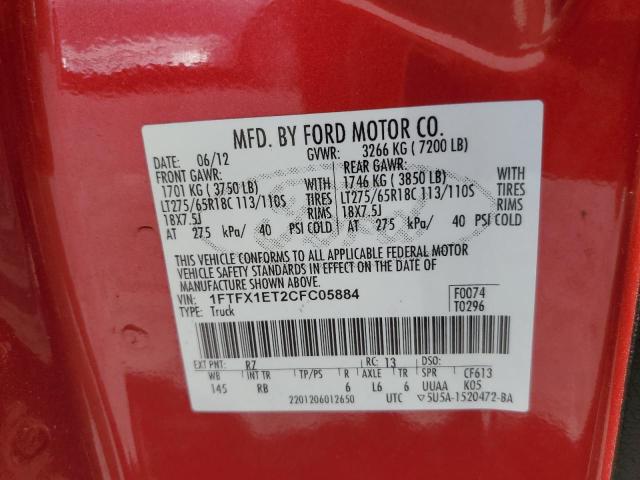 MFD. BY FORD MOTOR CO.
DATE: 06/12 GVWR: 3266 KG ( 7200 LB)
FRONT GAWR: REAR GAWR:
1701 KG ( 3750 LB) WITH 1746 KG ( 3850 LB) WITH
LT275/65R18C 113/110S TIRES LT275/65R18C 113/110S TIRES
18X7.5J RIMS 18X7.5J RIMS
AT 275 kPa/ 40 PSI COLD AT 275 kPa/ 40 PSI COLD
THIS VEHICLE CONFORMS TO ALL APPLICABLE FEDERAL MOTOR
VEHICLE SAFETY STANDARDS IN EFFECT ON THE DATE OF
MANUFACTURE SHOWN ABOVE.
VIN: 1FTFX1ET2CFC05884 F0074
TYPE: Truck T0296
EXT PNT: RZ RC: 13 DSO:
WB INT TR TP/PS R AXLE TR SPR CF613
145 RB 6 L6 6 UUAA K05
2201206012650 UTC 5U5A-1520472-BA